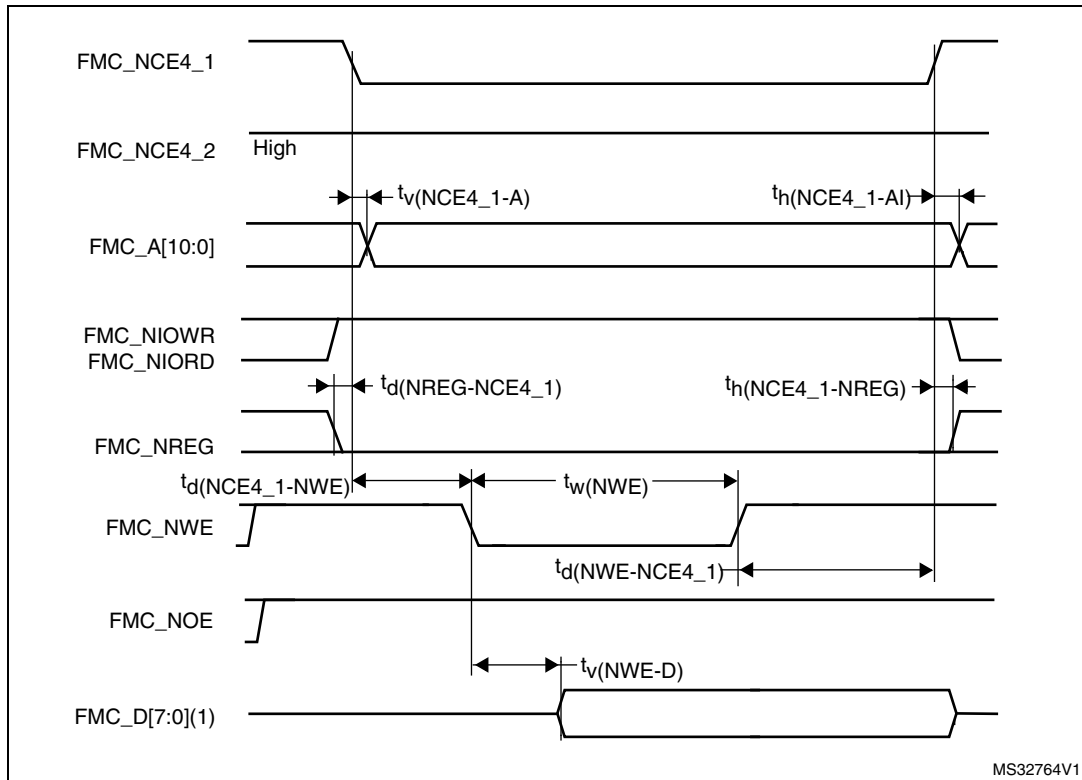 FMC_NCE4_1
FMC_NCE4_2
High
tv(NCE4_1-A)
th(NCE4_1-AI)
FMC_A[10:0]
FMC_NIOWR
FMC_NIORD
td(NREG-NCE4_1)
th(NCE4_1-NREG)
FMC_NREG
td(NCE4_1-NWE)
tw(NWE)
FMC_NWE
td(NWE-NCE4_1)
FMC_NOE
tv(NWE-D)
FMC_D[7:0](1)
MS32764V1